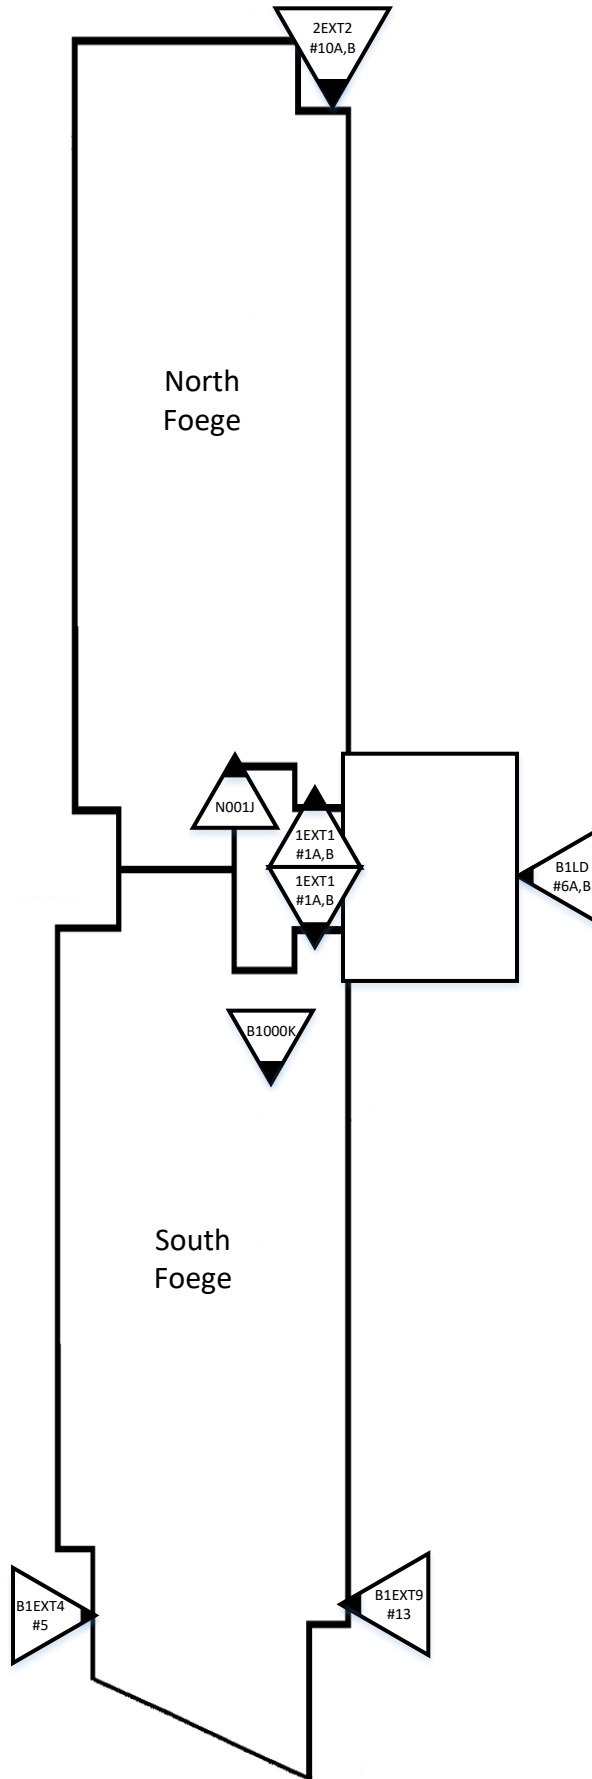 2EXT2
#10A,B
North
Foege
N001J
1EXT1
#1A,B
1EXT1
#1A,B
B1LD
#6A,B
B1000K
South
Foege
B1EXT4
#5
B1EXT9
#13